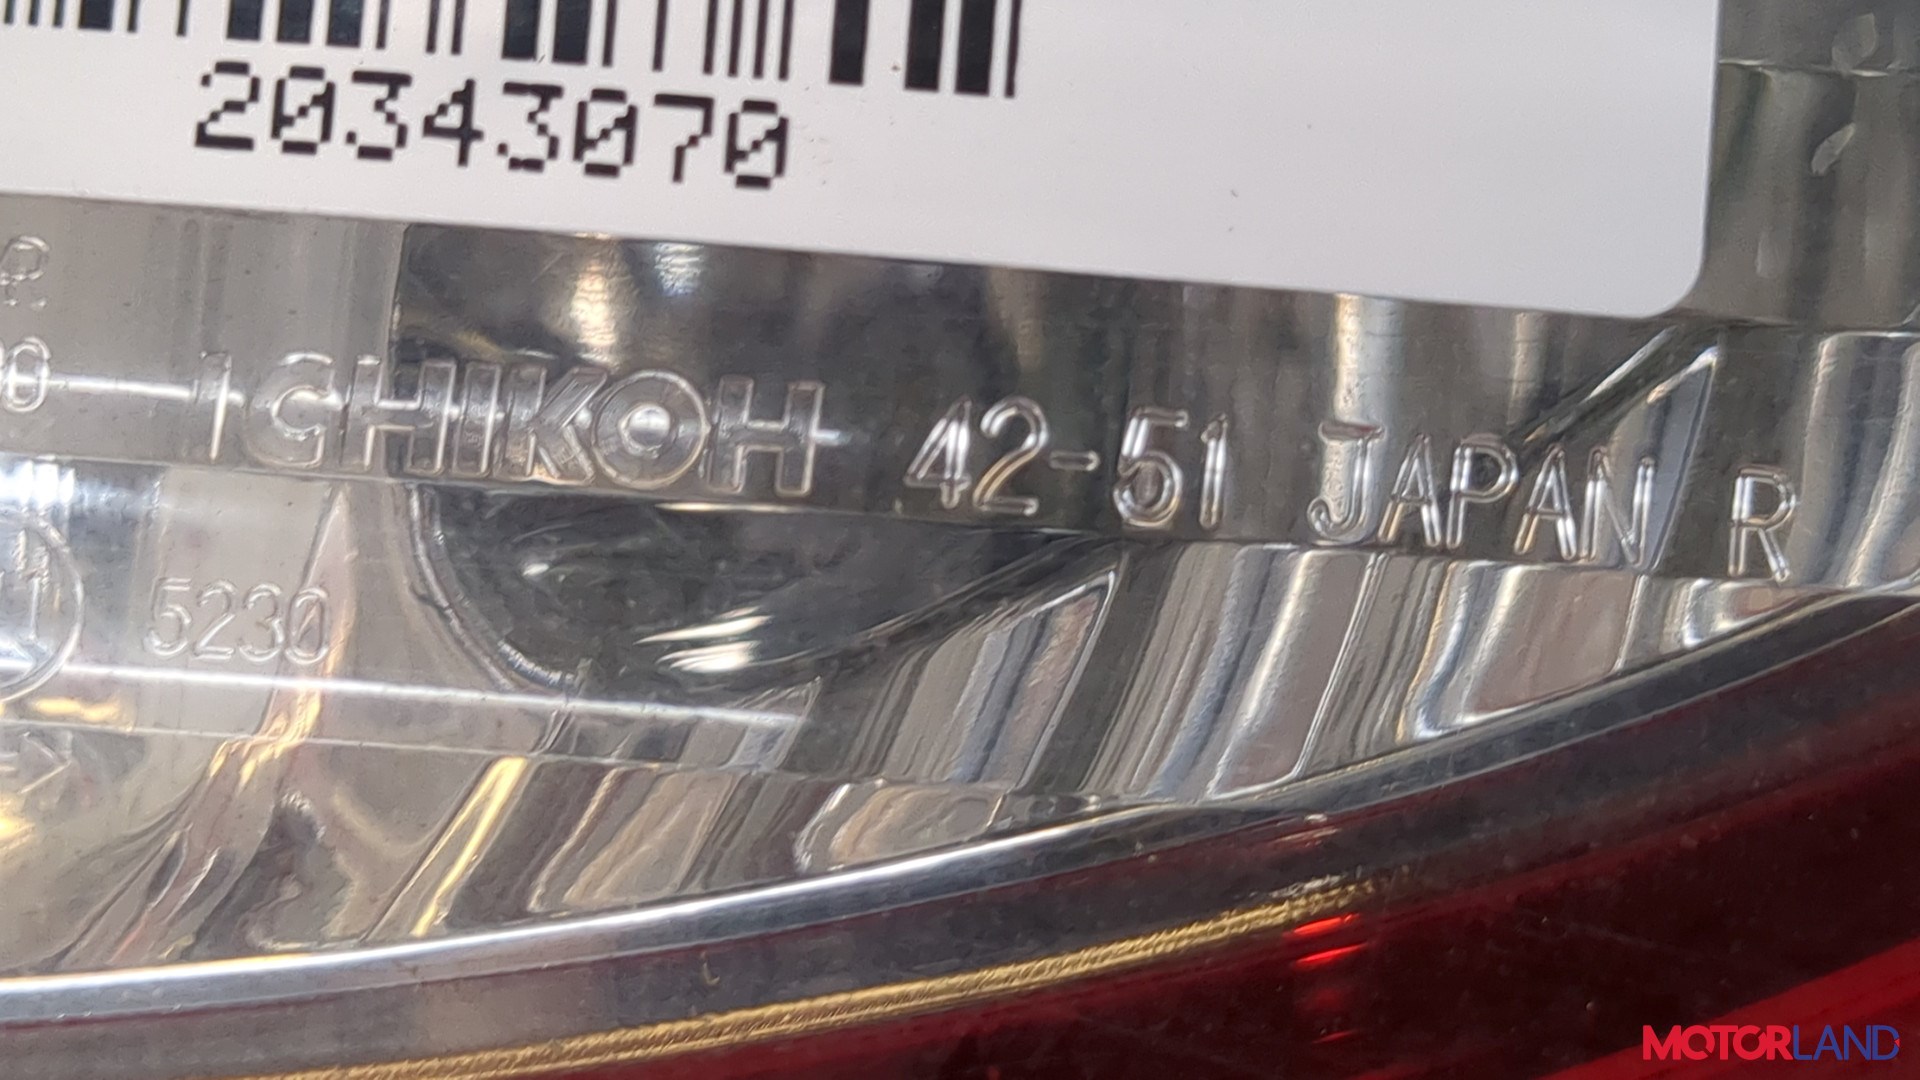 20343070
R
ICHIKOH 42-51 JAPAN R
5230
MOTORLAND